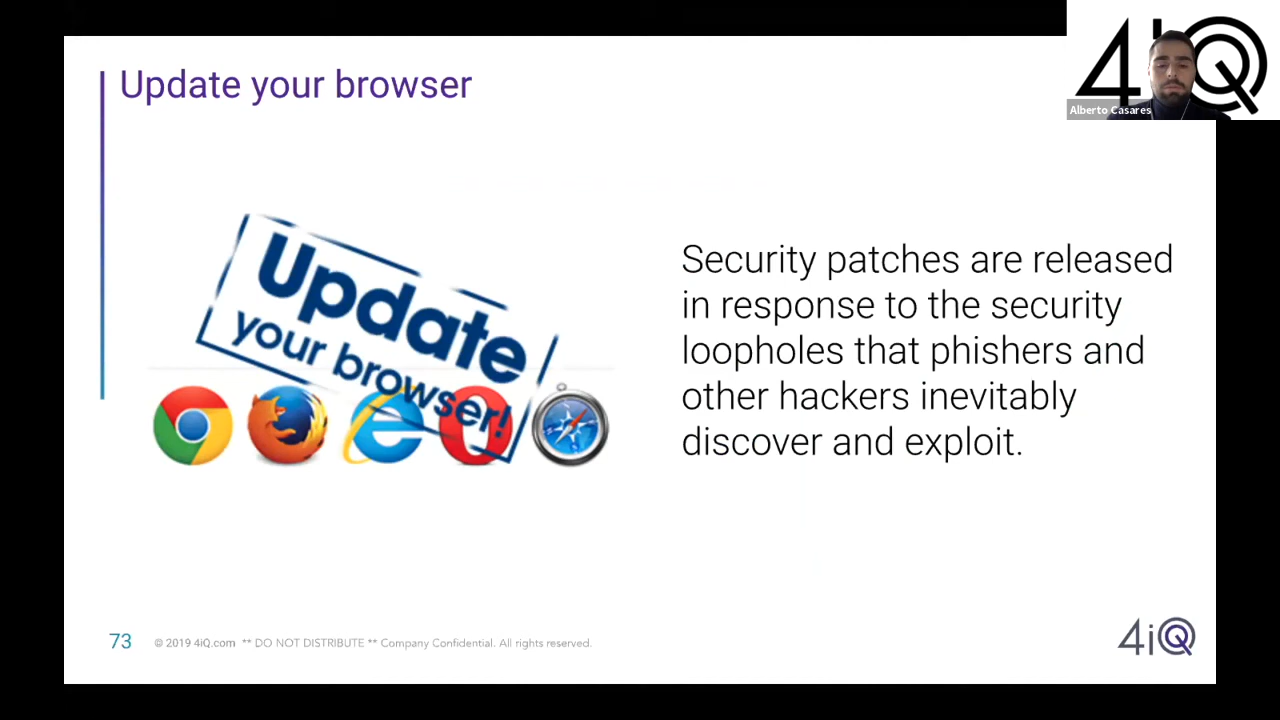 Update your browser
4iQ
Alberto Casares
Update
your browser!
Security patches are released
in response to the security
loopholes that phishers and
other hackers inevitably
discover and exploit.
73
© 2019 4iQ.com ** DO NOT DISTRIBUTE ** Company Confidential. All rights reserved.
4iQ